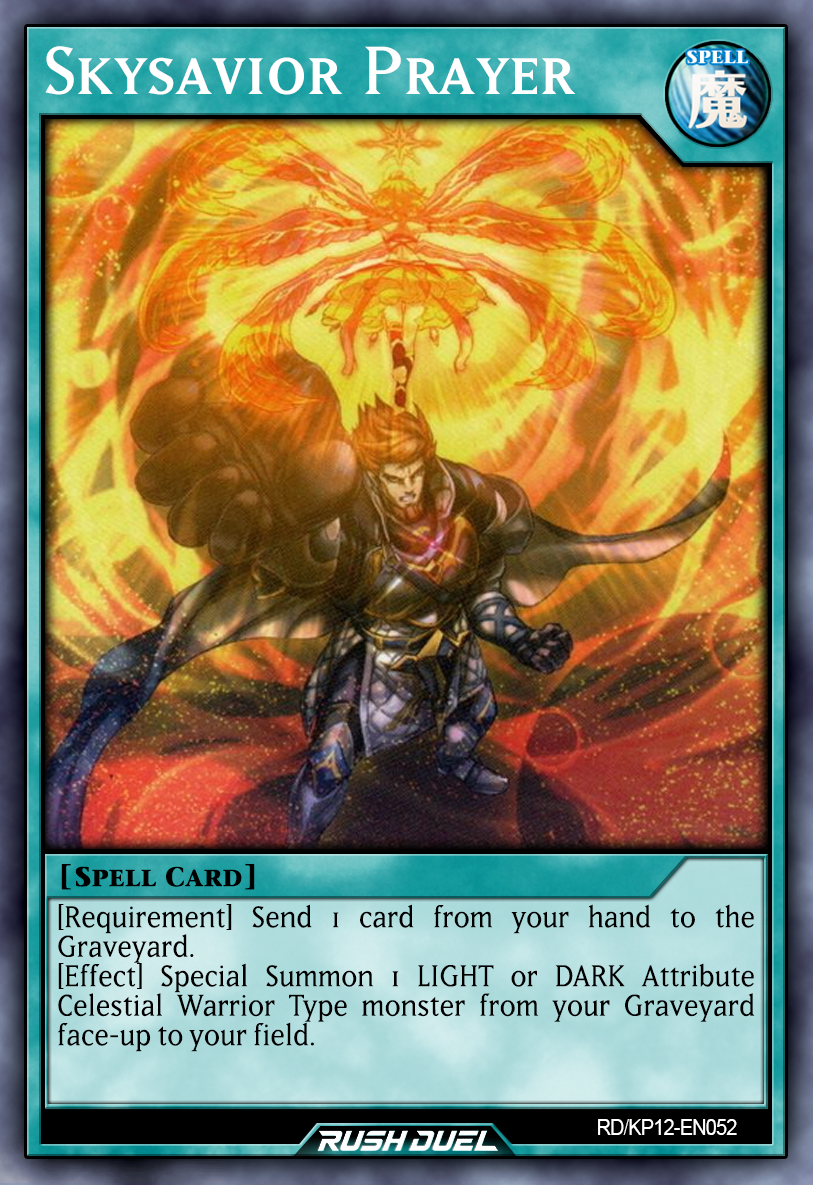 Skysavior Prayer
SPELL
魔
[Spell Card]
[Requirement] Send 1 card from your hand to the
Graveyard.
[Effect] Special Summon 1 LIGHT or DARK Attribute
Celestial Warrior Type monster from your Graveyard
face-up to your field.
RD/KP12-EN052
RUSH DUEL